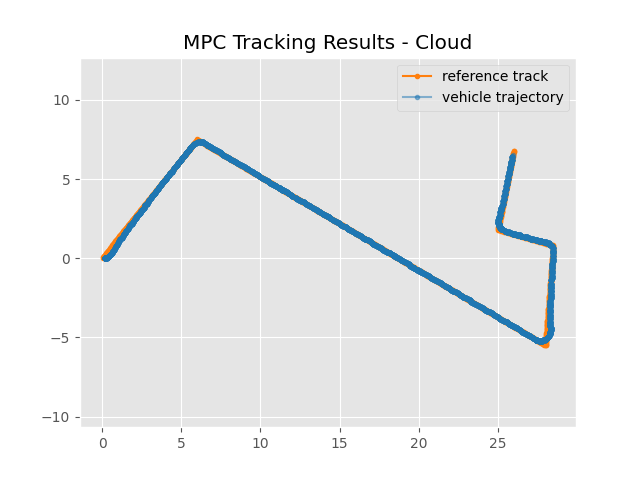 MPC Tracking Results - Cloud
reference track
vehicle trajectory
10
5
0
−5
−10
0 5 10 15 20 25